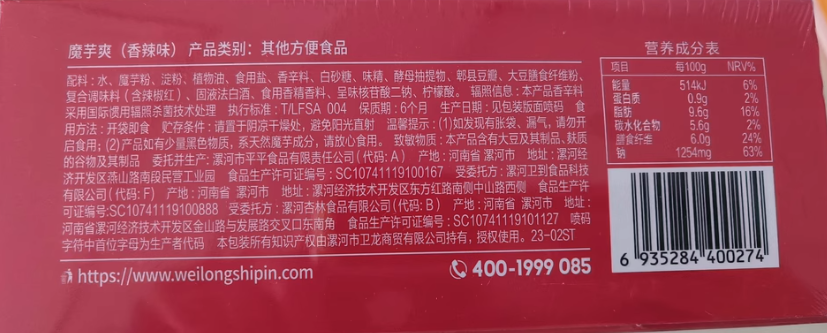 魔芋爽（香辣味） 产品类别：其他方便食品
配料：水、魔芋粉、淀粉、植物油、食用盐、香辛料、白砂糖、味精、酵母抽提物、郫县豆瓣、大豆膳食纤维粉、
复合调味料（含辣椒红）、固液法白酒、食用香精香料、呈味核苷酸二钠、柠檬酸。 辐照信息：本产品香辛料
采用国际惯用辐照杀菌技术处理 执行标准：T/LFSA 004 保质期：6个月 生产日期：见包装版面喷码 食
用方法：开袋即食 贮存条件：请置于阴凉干燥处，避免阳光直射 温馨提示：(1)如发现有胀袋、漏气，请勿开
启食用；(2)产品如有少量黑色物质，系天然魔芋成分，请放心食用。 致敏物质：本产品含有大豆及其制品、麸质
的谷物及其制品 委托并生产：漯河市平平食品有限责任公司（代码：A） 产地：河南省 漯河市 地址：漯河经
济开发区燕山路南段民营工业园 食品生产许可证编号：SC10741119100167 受委托方：漯河卫到食品科技
有限公司（代码：F） 产地：河南省 漯河市 地址：漯河经济技术开发区东方红路南侧中山路西侧 食品生产许
可证编号:SC10741119100888 受委托方：漯河杏林食品有限公司（代码：B） 产地：河南省 漯河市 地址：
河南省漯河经济技术开发区金山路与发展路交叉口东南角 食品生产许可证编号：SC10741119101127 喷码
字符中首位字母为生产者代码 本包装所有知识产权由漯河市卫龙商贸有限公司持有，授权使用。23-02ST
https://www.weilongshipin.com
400-1999 085
营养成分表
项目 每100g NRV%
能量 514kJ 6%
蛋白质 0.9g 2%
脂肪 9.6g 16%
碳水化合物 5.6g 2%
膳食纤维 6.0g 24%
钠 1254mg 63%
6 935284 400274